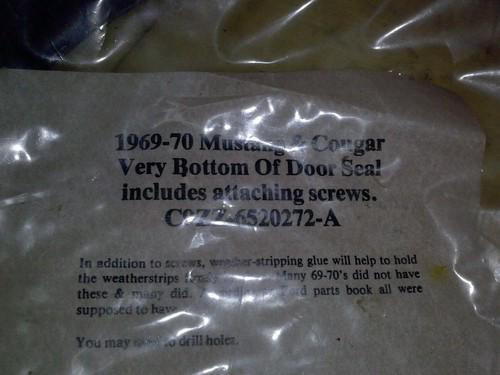 1969-70 Mustang & Cougar
Very Bottom Of Door Seal
includes attaching screws.
C9ZZ-6520272-A
In addition to screws, weather-stripping glue will help to hold
the weatherstrips Many 69-70's did not have
these & many did. Ford parts book all were
supposed to have
You may need to drill holes.